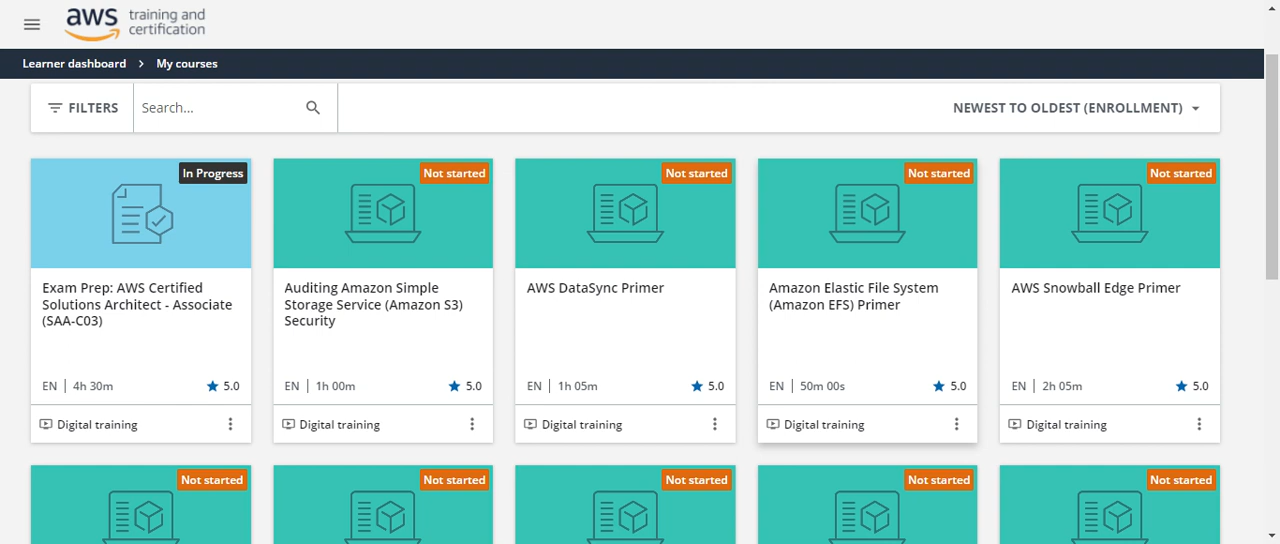 aws training and
certification
Learner dashboard > My courses
FILTERS Search... NEWEST TO OLDEST (ENROLLMENT)
In Progress
Exam Prep: AWS Certified
Solutions Architect - Associate
(SAA-C03)
EN | 4h 30m 5.0
Digital training
Not started
Auditing Amazon Simple
Storage Service (Amazon S3)
Security
EN | 1h 00m 5.0
Digital training
Not started
AWS DataSync Primer
EN | 1h 05m 5.0
Digital training
Not started
Amazon Elastic File System
(Amazon EFS) Primer
EN | 50m 00s 5.0
Digital training
Not started
AWS Snowball Edge Primer
EN | 2h 05m 5.0
Digital training
Not started
Not started
Not started
Not started
Not started